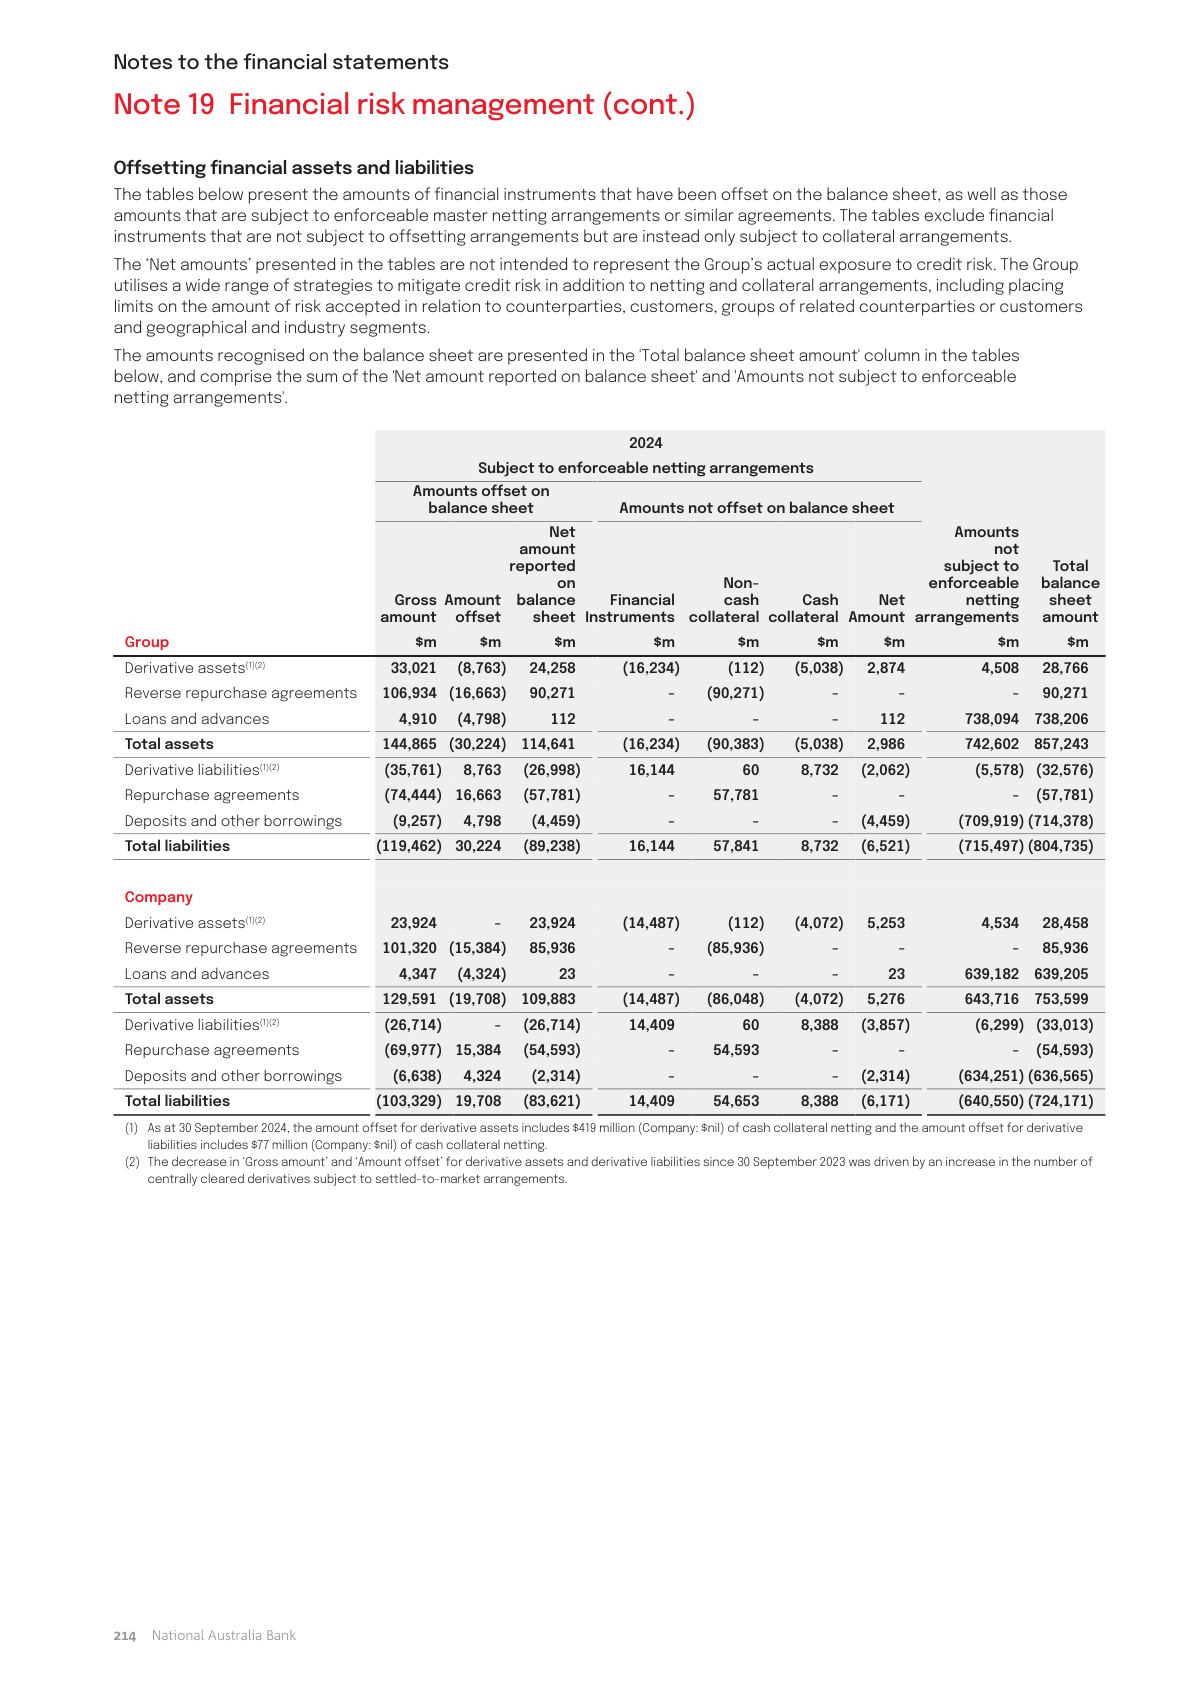 Notes to the financial statements
Note 19 Financial risk management (cont.)
Offsetting financial assets and liabilities
The tables below present the amounts of financial instruments that have been offset on the balance sheet, as well as those
amounts that are subject to enforceable master netting arrangements or similar agreements. The tables exclude financial
instruments that are not subject to offsetting arrangements but are instead only subject to collateral arrangements.
The ‘Net amounts’ presented in the tables are not intended to represent the Group’s actual exposure to credit risk. The Group
utilises a wide range of strategies to mitigate credit risk in addition to netting and collateral arrangements, including placing
limits on the amount of risk accepted in relation to counterparties, customers, groups of related counterparties or customers
and geographical and industry segments.
The amounts recognised on the balance sheet are presented in the 'Total balance sheet amount' column in the tables
below, and comprise the sum of the 'Net amount reported on balance sheet' and 'Amounts not subject to enforceable
netting arrangements'.
2024
Subject to enforceable netting arrangements
Amounts offset on
balance sheet
Amounts not offset on balance sheet
Net Amounts
amount not
reported subject to Total
on Non- enforceable balance
Gross Amount balance Financial cash Cash Net netting sheet
amount offset sheet Instruments collateral collateral Amount arrangements amount
Group $m $m $m $m $m $m $m $m $m
Derivative assets(1)(2) 33,021 (8,763) 24,258 (16,234) (112) (5,038) 2,874 4,508 28,766
Reverse repurchase agreements 106,934 (16,663) 90,271 – (90,271) – – – 90,271
Loans and advances 4,910 (4,798) 112 – – – 112 738,094 738,206
Total assets 144,865 (30,224) 114,641 (16,234) (90,383) (5,038) 2,986 742,602 857,243
Derivative liabilities(1)(2) (35,761) 8,763 (26,998) 16,144 60 8,732 (2,062) (5,578) (32,576)
Repurchase agreements (74,444) 16,663 (57,781) – 57,781 – – – (57,781)
Deposits and other borrowings (9,257) 4,798 (4,459) – – – (4,459) (709,919) (714,378)
Total liabilities (119,462) 30,224 (89,238) 16,144 57,841 8,732 (6,521) (715,497) (804,735)
Company
Derivative assets(1)(2) 23,924 – 23,924 (14,487) (112) (4,072) 5,253 4,534 28,458
Reverse repurchase agreements 101,320 (15,384) 85,936 – (85,936) – – – 85,936
Loans and advances 4,347 (4,324) 23 – – – 23 639,182 639,205
Total assets 129,591 (19,708) 109,883 (14,487) (86,048) (4,072) 5,276 643,716 753,599
Derivative liabilities(1)(2) (26,714) – (26,714) 14,409 60 8,388 (3,857) (6,299) (33,013)
Repurchase agreements (69,977) 15,384 (54,593) – 54,593 – – – (54,593)
Deposits and other borrowings (6,638) 4,324 (2,314) – – – (2,314) (634,251) (636,565)
Total liabilities (103,329) 19,708 (83,621) 14,409 54,653 8,388 (6,171) (640,550) (724,171)
(1) As at 30 September 2024, the amount offset for derivative assets includes $419 million (Company: $nil) of cash collateral netting and the amount offset for derivative
liabilities includes $77 million (Company: $nil) of cash collateral netting.
(2) The decrease in ‘Gross amount’ and ‘Amount offset’ for derivative assets and derivative liabilities since 30 September 2023 was driven by an increase in the number of
centrally cleared derivatives subject to settled-to-market arrangements.
214 National Australia Bank